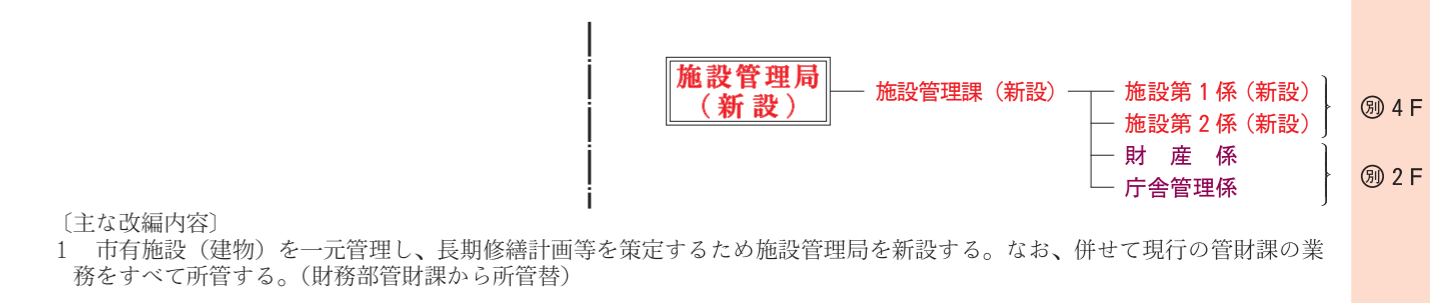 施設管理局
（新設）
施設管理課（新設）
施設第１係（新設）
施設第２係（新設）
㊕ 4 F
財　産　係
庁舎管理係
〔主な改編内容〕
1　市有施設（建物）を一元管理し、長期修繕計画等を策定するため施設管理局を新設する。なお、併せて現行の管財課の業
務をすべて所管する。（財務部管財課から所管替）